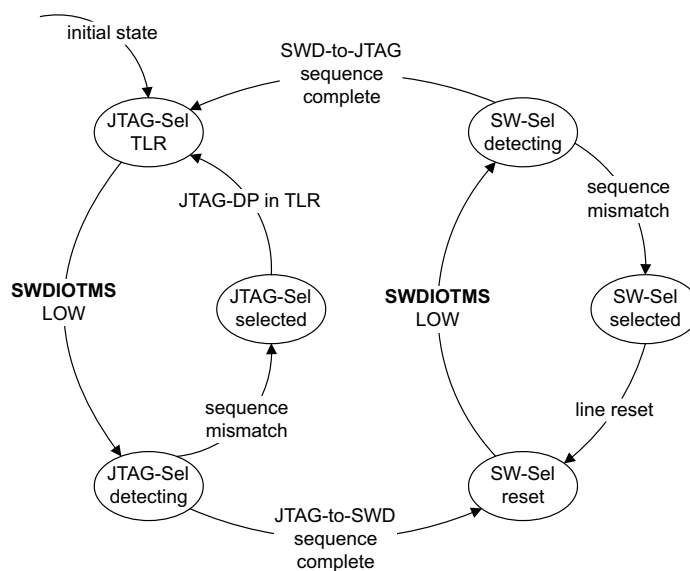 initial state
SWD-to-JTAG
sequence
complete
JTAG-Sel
TLR
SW-Sel
detecting
JTAG-DP in TLR
sequence
mismatch
SWDIOTMS
LOW
JTAG-Sel
selected
SWDIOTMS
LOW
SW-Sel
selected
sequence
mismatch
line reset
JTAG-Sel
detecting
JTAG-to-SWD
sequence
complete
SW-Sel
reset